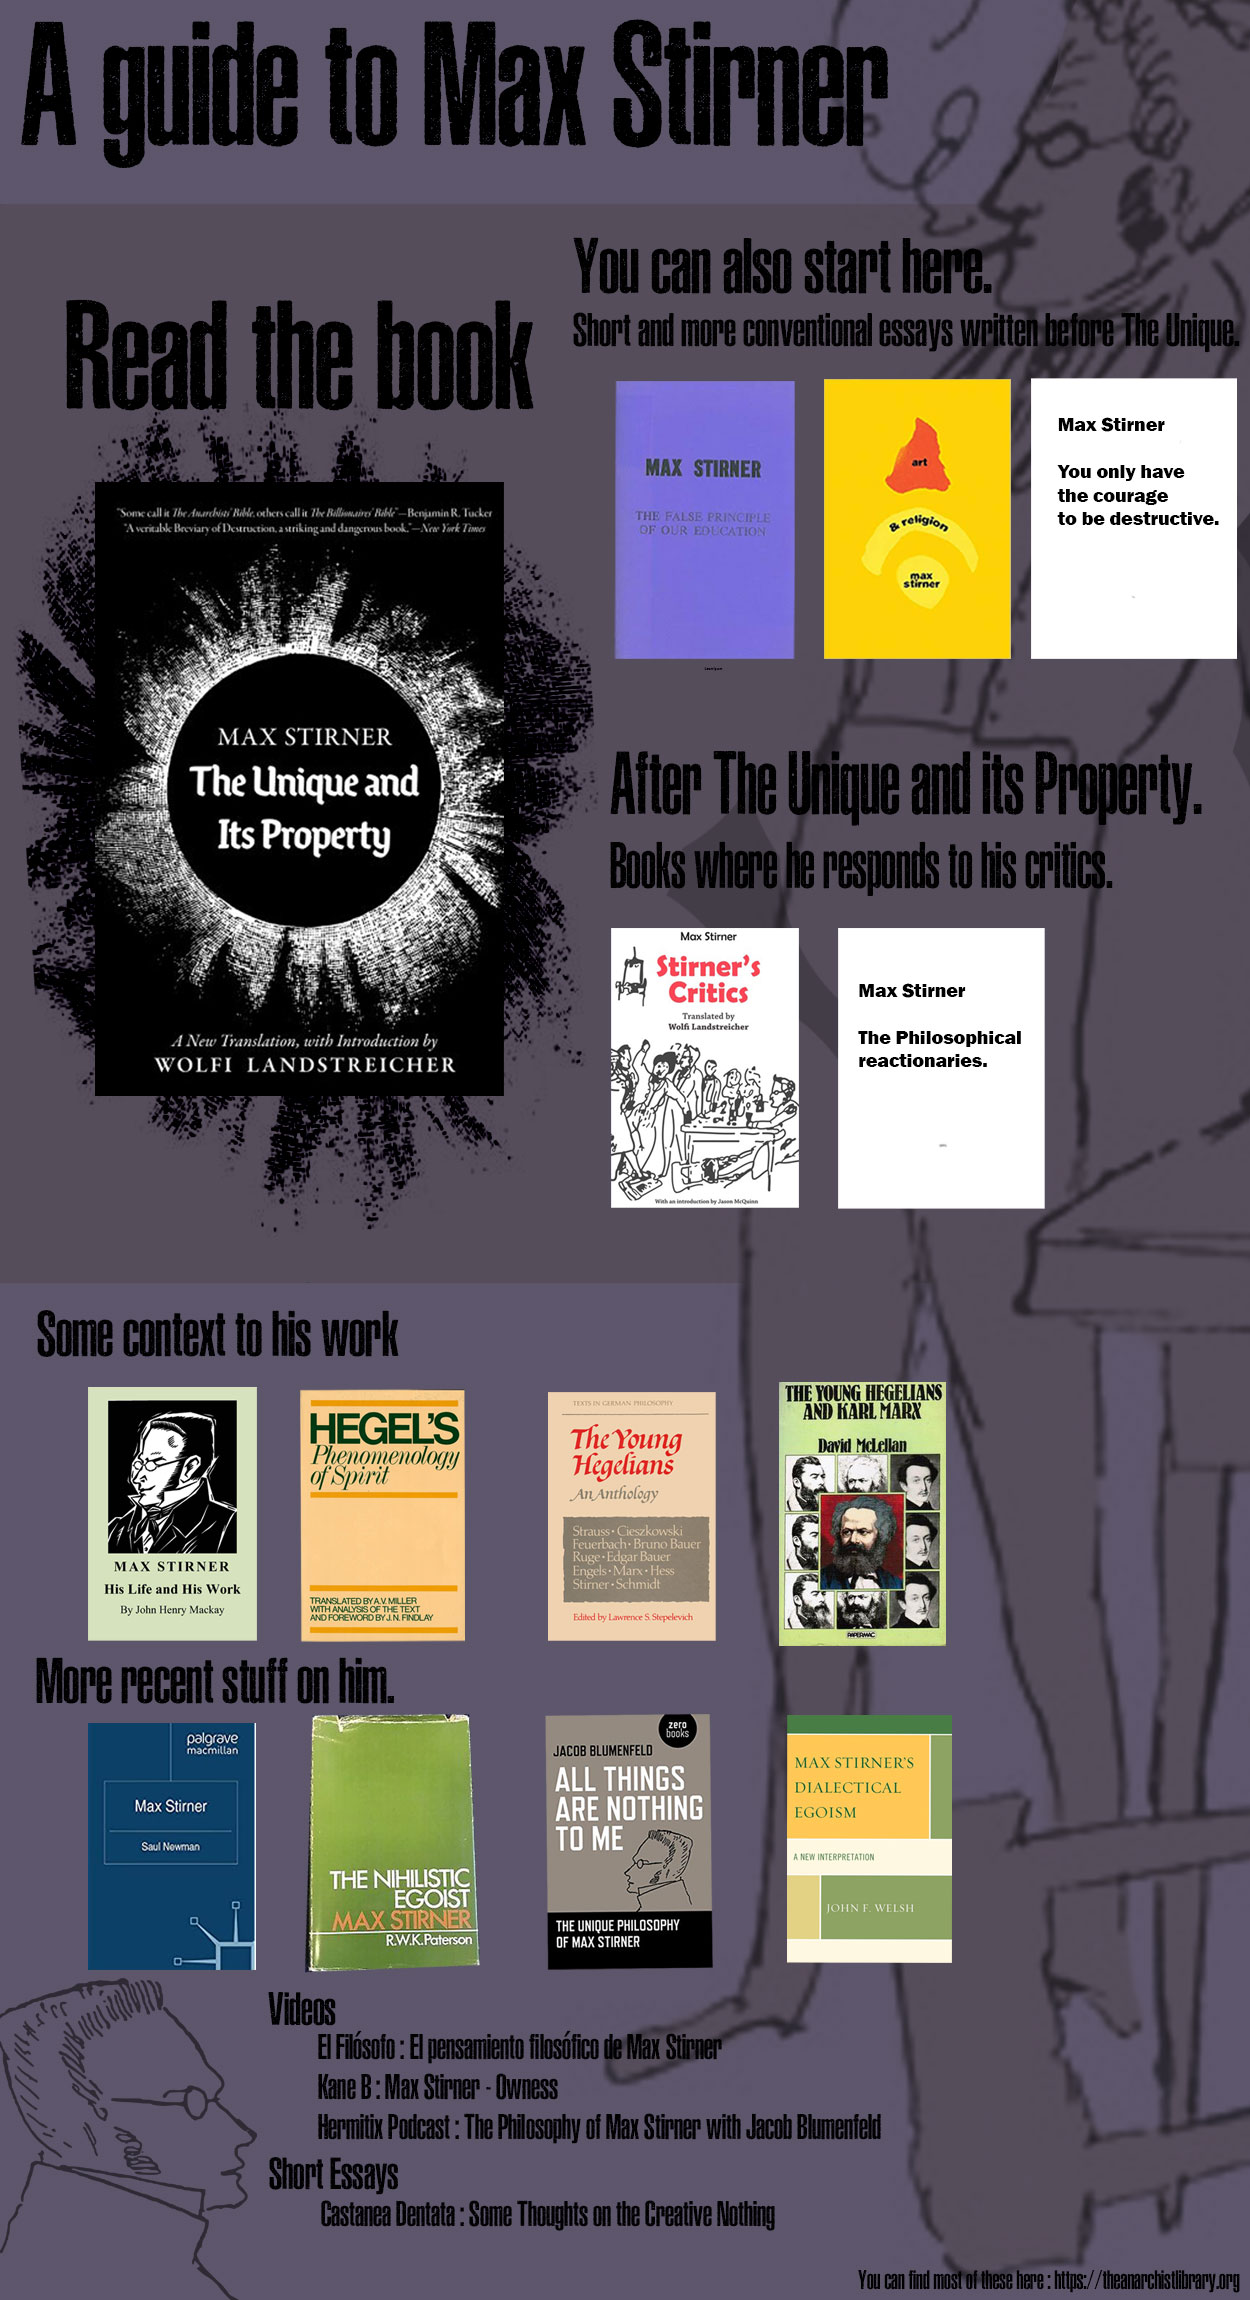 A guide to Max Stirner
Read the book
"Some call it The Anarchists' Bible, others call it The Billionaires' Bible"—Benjamin R. Tucker
"A veritable Breviary of Destruction, a striking and dangerous book."—New York Times
MAX STIRNER
The Unique and
Its Property
A New Translation, with Introduction by
WOLFI LANDSTREICHER
You can also start here.
Short and more conventional essays written before The Unique.
MAX STIRNER
THE FALSE PRINCIPLE
OF OUR EDUCATION
art
& religion
max
stirner
Max Stirner
You only have
the courage
to be destructive.
After The Unique and its Property.
Books where he responds to his critics.
Max Stirner
Stirner's
Critics
Translated by
Wolfi Landstreicher
With an introduction by Jason McQuinn
Max Stirner
The Philosophical
reactionaries.
Some context to his work
MAX STIRNER
His Life and His Work
By John Henry Mackay
HEGEL'S
Phenomenology
of Spirit
TRANSLATED BY A.V. MILLER
WITH ANALYSIS OF THE TEXT
AND FOREWORD BY J. N. FINDLAY
TEXTS IN GERMAN PHILOSOPHY
The Young
Hegelians
An Anthology
Strauss · Cieszkowski
Feuerbach · Bruno Bauer
Ruge · Edgar Bauer
Engels · Marx · Hess
Stirner · Schmidt
Edited by Lawrence S. Stepelevich
THE YOUNG HEGELIANS
AND KARL MARX
David McLellan
PAPERMAC
More recent stuff on him.
palgrave
macmillan
Max Stirner
Saul Newman
THE NIHILISTIC
EGOIST
MAX STIRNER
R.W.K. Paterson
zero
books
JACOB BLUMENFELD
ALL THINGS
ARE NOTHING
TO ME
THE UNIQUE PHILOSOPHY
OF MAX STIRNER
MAX STIRNER'S
DIALECTICAL
EGOISM
A NEW INTERPRETATION
JOHN F. WELSH
Videos
El Filósofo : El pensamiento filosófico de Max Stirner
Kane B : Max Stirner - Owness
Hermitix Podcast : The Philosophy of Max Stirner with Jacob Blumenfeld
Short Essays
Castanea Dentata : Some Thoughts on the Creative Nothing
You can find most of these here : https://theanarchistlibrary.org